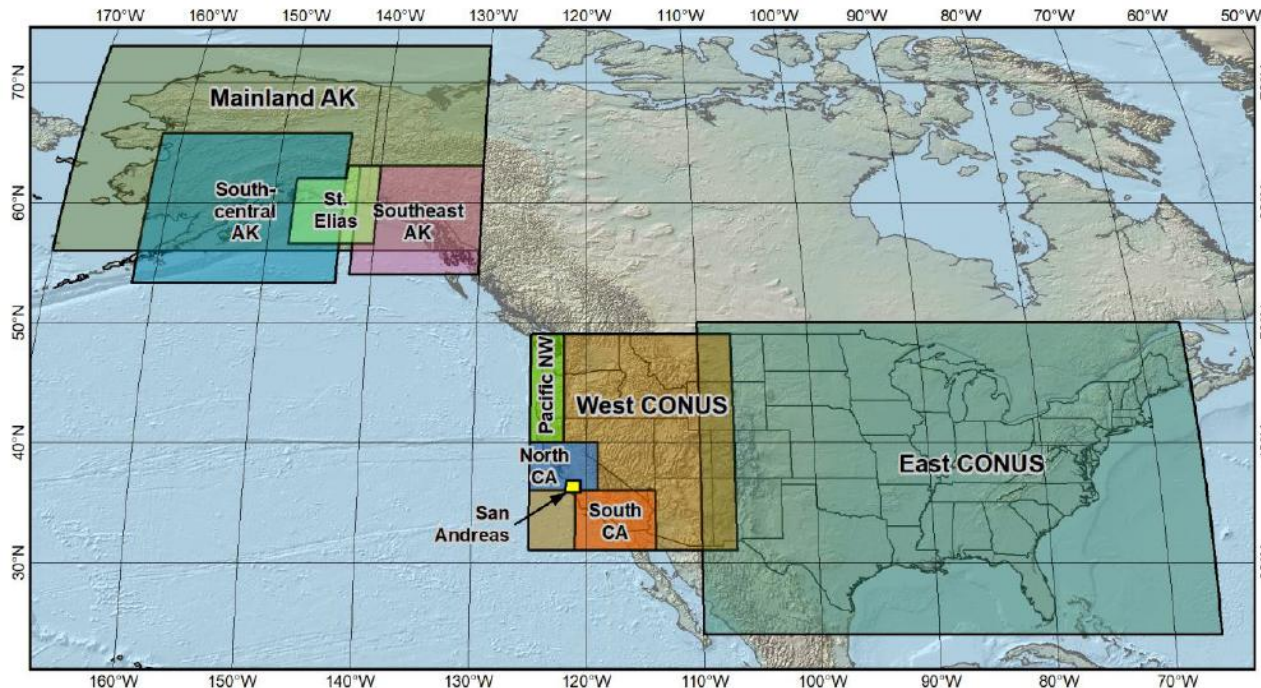 170°W 160°W 150°W 140°W 130°W 120°W 110°W 100°W 90°W 80°W 70°W 60°W 50°W
70°N
60°N
50°N
40°N
30°N
Mainland AK
South-
central
AK
St.
Elias
Southeast
AK
Pacific NW
West CONUS
East CONUS
North
CA
San
Andreas
South
CA
160°W 150°W 140°W 130°W 120°W 110°W 100°W 90°W 80°W 70°W